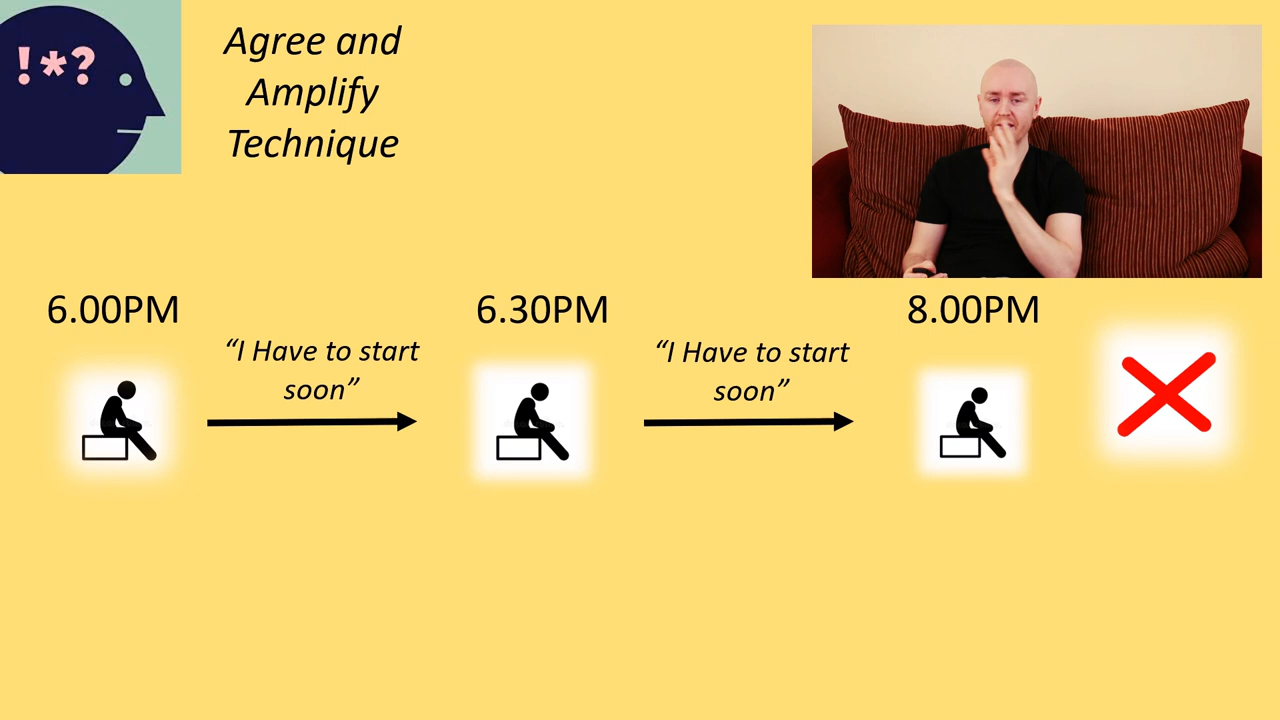 !*?
Agree and
Amplify
Technique
6.00PM
“I Have to start
soon”
6.30PM
“I Have to start
soon”
8.00PM